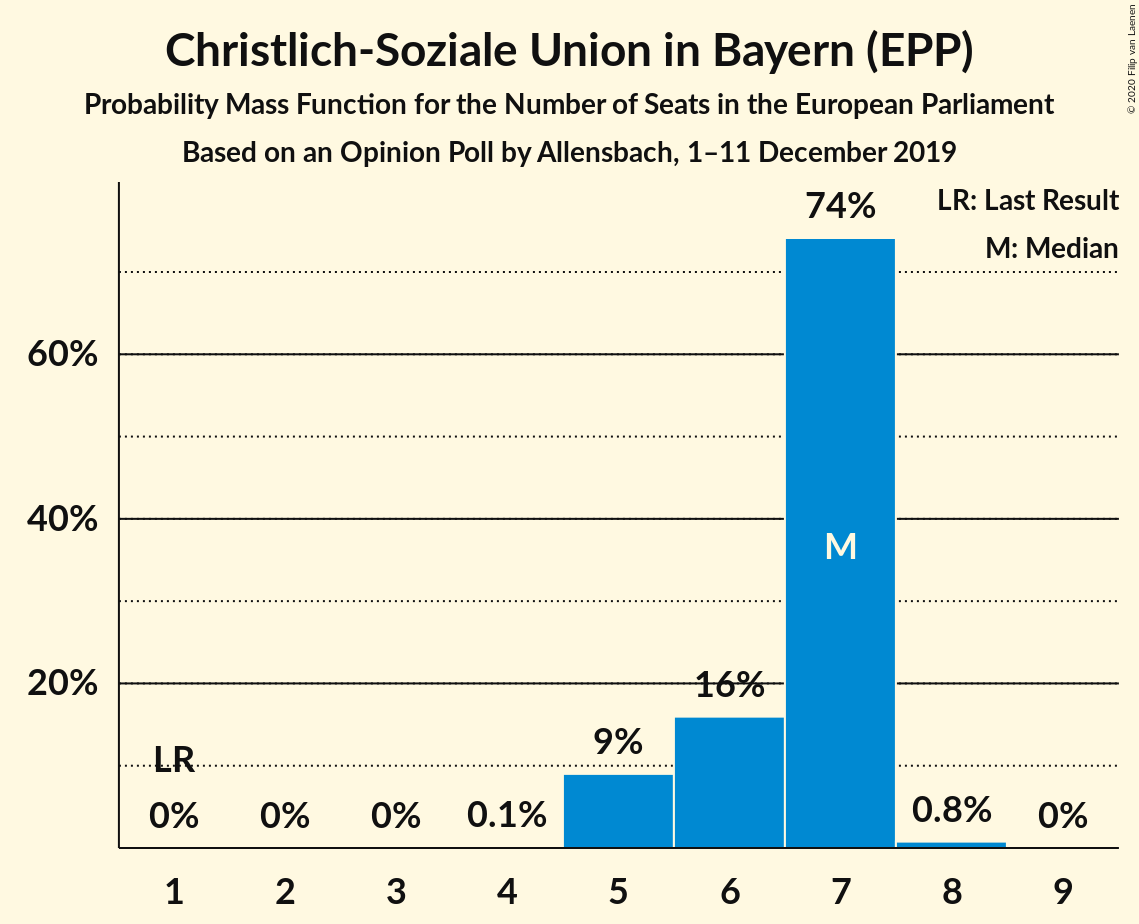 Christlich-Soziale Union in Bayern (EPP)
Probability Mass Function for the Number of Seats in the European Parliament
Based on an Opinion Poll by Allensbach, 1–11 December 2019
© 2020 Filip van Laenen
LR: Last Result
M: Median
74%
60%
40%
M
20%
16%
9%
LR
0%
0%
0%
0.1%
0.8%
0%
1 2 3 4 5 6 7 8 9